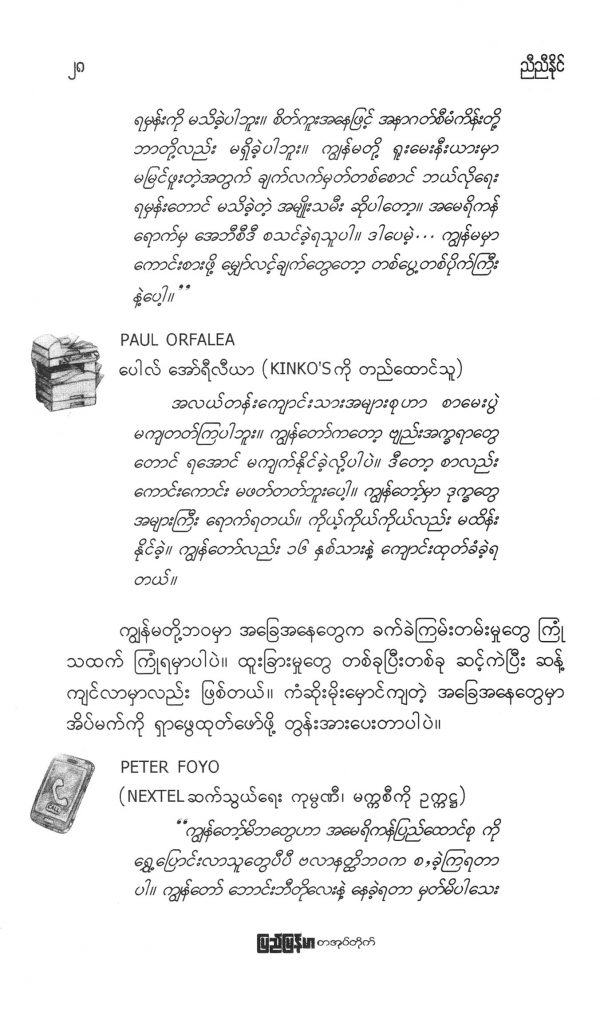 ၂၈
ညီညီနိုင်
ရမှန်းကို မသိခဲ့ပါဘူး။ စိတ်ကူးအနေဖြင့် အနာဂတ်စီမံကိန်းတို့
ဘာတို့လည်း မရှိခဲ့ပါဘူး။ ကျွန်မတို့ ရူးမေးနီးယားမှာ
မမြင်ဖူးတဲ့အတွက် ချက်လက်မှတ်တစ်စောင် ဘယ်လိုရေး
ရမှန်းတောင် မသိခဲ့တဲ့ အမျိုးသမီး ဆိုပါတော့။ အမေရိကန်
ရောက်မှ အေဘီစီဒီ စသင်ခဲ့ရသူပါ။ ဒါပေမဲ့... ကျွန်မမှာ
ကောင်းစားဖို့ မျှော်လင့်ချက်တွေတော့ တစ်ပွေ့တစ်ပိုက်ကြီး
နဲ့ပေါ့။”
PAUL ORFALEA
ပေါလ် အော်ရီလီယာ (KINKO'Sကို တည်ထောင်သူ)
အလယ်တန်းကျောင်းသားအများစုဟာ စာမေးပွဲ
မကျတတ်ကြပါဘူး။ ကျွန်တော်ကတော့ ဗျည်းအက္ခရာတွေ
တောင် ရအောင် မကျက်နိုင်ခဲ့လို့ပါပဲ။ ဒီတော့ စာလည်း
ကောင်းကောင်း မဖတ်တတ်ဘူးပေါ့။ ကျွန်တော့်မှာ ဒုက္ခတွေ
အများကြီး ရောက်ရတယ်။ ကိုယ့်ကိုယ်ကိုယ်လည်း မထိန်း
နိုင်ခဲ့။ ကျွန်တော်လည်း ၁၆ နှစ်သားနဲ့ ကျောင်းထုတ်ခံခဲ့ရ
တယ်။
ကျွန်မတို့ဘဝမှာ အခြေအနေတွေက ခက်ခဲကြမ်းတမ်းမှုတွေ ကြုံ
သထက် ကြုံရမှာပါပဲ။ ထူးခြားမှုတွေ တစ်ခုပြီးတစ်ခု ဆင့်ကဲပြီး ဆန့်
ကျင်လာမှာလည်း ဖြစ်တယ်။ ကံဆိုးမိုးမှောင်ကျတဲ့ အခြေအနေတွေမှာ
အိပ်မက်ကို ရှာဖွေထုတ်ဖော်ဖို့ တွန်းအားပေးတာပါပဲ။
PETER FOYO
(NEXTELဆက်သွယ်ရေး ကုမ္ပဏီ၊ မက္ကစီကို ဥက္ကဋ္ဌ)
“ကျွန်တော့်မိဘတွေဟာ အမေရိကန်ပြည်ထောင်စု ကို
ရွှေ့ပြောင်းလာသူတွေပီပီ ဗလာနတ္ထိဘဝက စ,ခဲ့ကြရတာ
ပါ။ ကျွန်တော် ဘောင်းဘီတိုလေးနဲ့ နေခဲ့ရတာ မှတ်မိပါသေး
CALL
ပြည်မြန်မာ စာအုပ်တိုက်